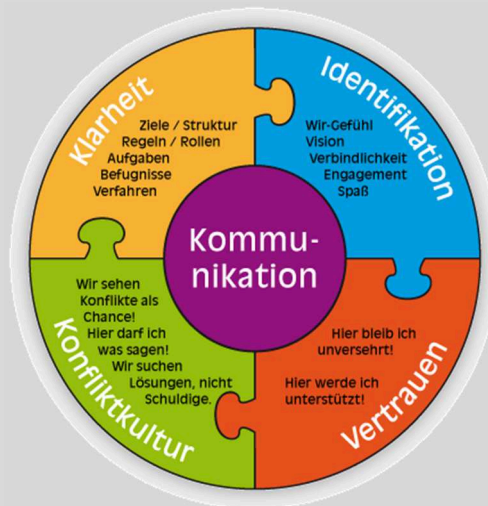 Klarheit
Ziele / Struktur
Regeln / Rollen
Aufgaben
Befugnisse
Verfahren
Identifikation
Wir-Gefühl
Vision
Verbindlichkeit
Engagement
Spaß
Kommu-
nikation
Konfliktkultur
Wir sehen
Konflikte als
Chance!
Hier darf ich
was sagen!
Wir suchen
Lösungen, nicht
Schuldige.
Vertrauen
Hier bleib ich
unversehrt!
Hier werde ich
unterstützt!